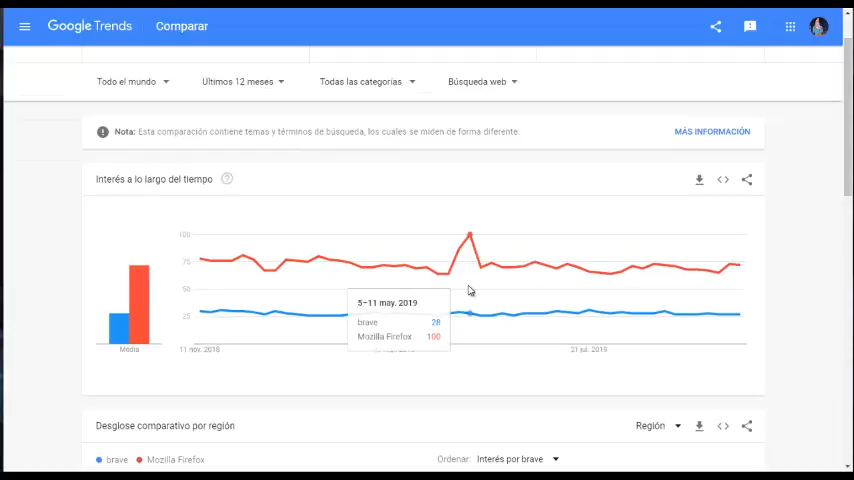 Google Trends Comparar
Todo el mundo Ultimos 12 meses Todas las categorías Búsqueda web
Nota: Esta comparación contiene temas y términos de búsqueda, los cuales se miden de forma diferente. MÁS INFORMACIÓN
Interés a lo largo del tiempo
100
75
50
25
5–11 may. 2019
brave 28
Mozilla Firefox 100
Media 11 nov. 2018 21 jul. 2019
Desglose comparativo por región Región
brave Mozilla Firefox Ordenar: Interés por brave